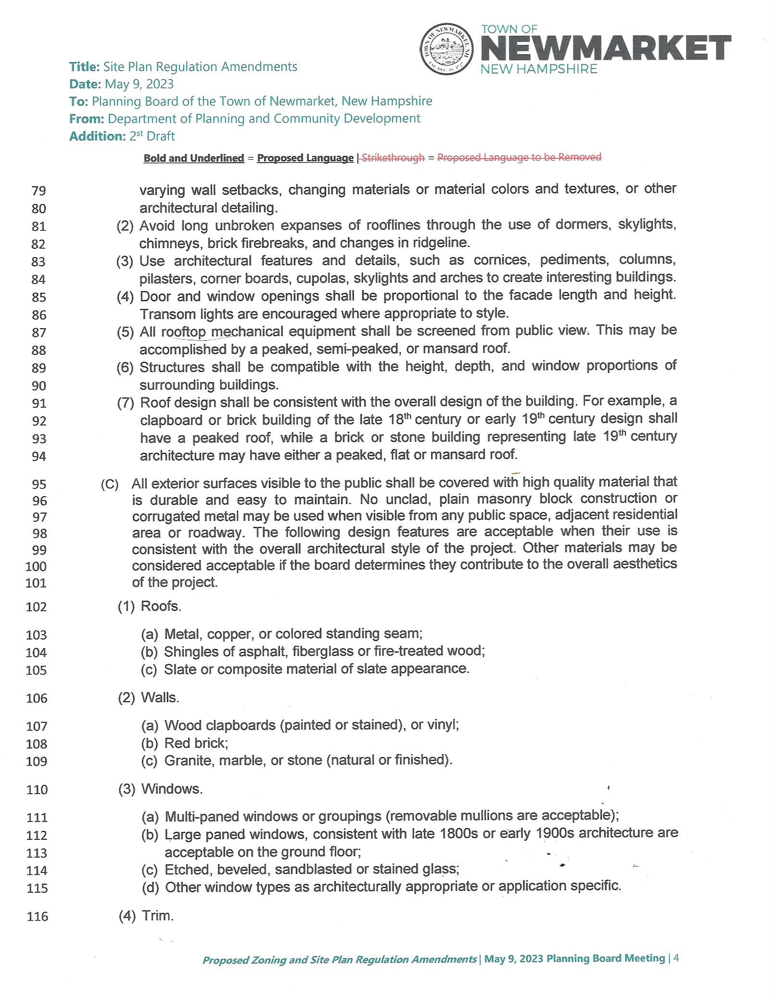 TOWN OF NEWMARKET, NH
EST. DEC. 15, 1727
TOWN OF
NEWMARKET
NEW HAMPSHIRE
Title: Site Plan Regulation Amendments
Date: May 9, 2023
To: Planning Board of the Town of Newmarket, New Hampshire
From: Department of Planning and Community Development
Addition: 2st Draft
Bold and Underlined = Proposed Language | Strikethrough = Proposed Language to be Removed
79 varying wall setbacks, changing materials or material colors and textures, or other
80 architectural detailing.
81 (2) Avoid long unbroken expanses of rooflines through the use of dormers, skylights,
82 chimneys, brick firebreaks, and changes in ridgeline.
83 (3) Use architectural features and details, such as cornices, pediments, columns,
84 pilasters, corner boards, cupolas, skylights and arches to create interesting buildings.
85 (4) Door and window openings shall be proportional to the facade length and height.
86 Transom lights are encouraged where appropriate to style.
87 (5) All rooftop mechanical equipment shall be screened from public view. This may be
88 accomplished by a peaked, semi-peaked, or mansard roof.
89 (6) Structures shall be compatible with the height, depth, and window proportions of
90 surrounding buildings.
91 (7) Roof design shall be consistent with the overall design of the building. For example, a
92 clapboard or brick building of the late 18th century or early 19th century design shall
93 have a peaked roof, while a brick or stone building representing late 19th century
94 architecture may have either a peaked, flat or mansard roof.
95 (C) All exterior surfaces visible to the public shall be covered with high quality material that
96 is durable and easy to maintain. No unclad, plain masonry block construction or
97 corrugated metal may be used when visible from any public space, adjacent residential
98 area or roadway. The following design features are acceptable when their use is
99 consistent with the overall architectural style of the project. Other materials may be
100 considered acceptable if the board determines they contribute to the overall aesthetics
101 of the project.
102 (1) Roofs.
103 (a) Metal, copper, or colored standing seam;
104 (b) Shingles of asphalt, fiberglass or fire-treated wood;
105 (c) Slate or composite material of slate appearance.
106 (2) Walls.
107 (a) Wood clapboards (painted or stained), or vinyl;
108 (b) Red brick;
109 (c) Granite, marble, or stone (natural or finished).
110 (3) Windows.
111 (a) Multi-paned windows or groupings (removable mullions are acceptable);
112 (b) Large paned windows, consistent with late 1800s or early 1900s architecture are
113 acceptable on the ground floor;
114 (c) Etched, beveled, sandblasted or stained glass;
115 (d) Other window types as architecturally appropriate or application specific.
116 (4) Trim.
Proposed Zoning and Site Plan Regulation Amendments | May 9, 2023 Planning Board Meeting | 4